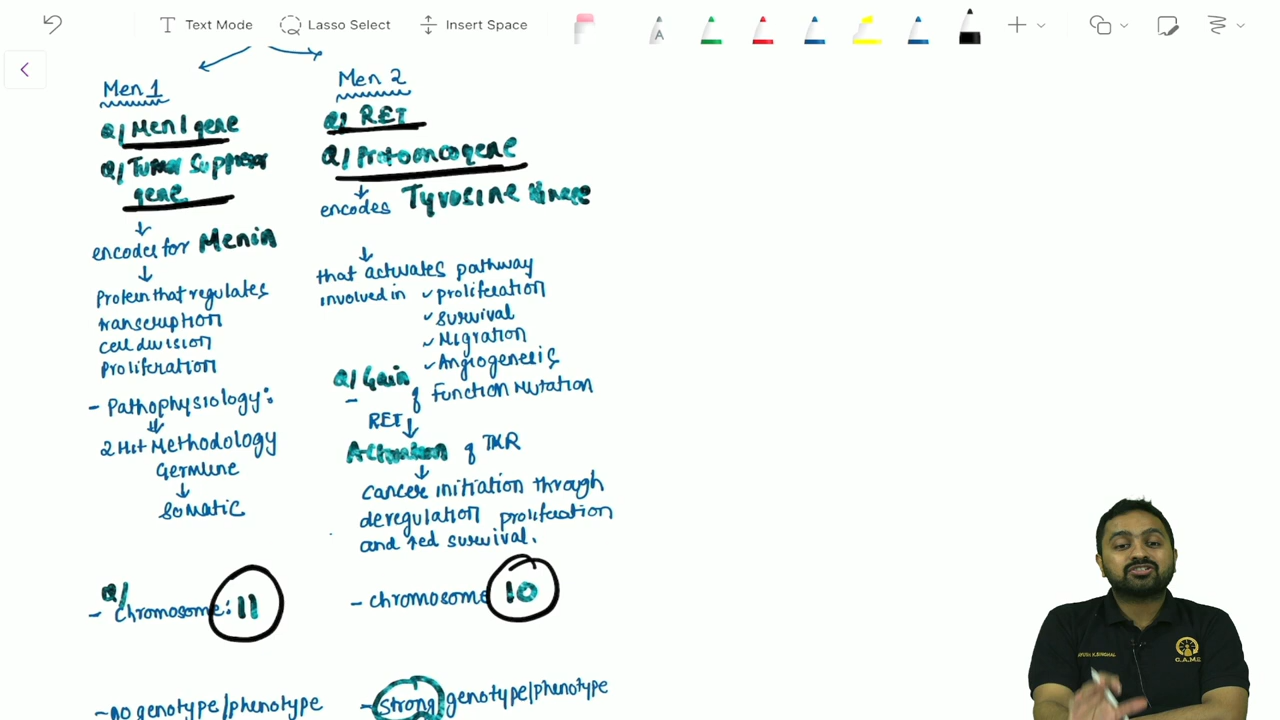 Text Mode
Lasso Select
Insert Space
A
Men 1
Q/ Men 1 gene
Q/ Tumor Suppresor
gene
encodes for Menin
Protein that regulates
transcription
cell division
Proliferation
- Pathophysiology:
2 Hit Methodology
Germline
Somatic
Q/
- Chromosome: 11
- no genotype/phenotype
Men 2
Q/ RET
Q/ Protooncogene
encodes Tyrosine Kinase
that activates pathway
involved in ✓ proliferation
✓ Survival
✓ Migration
✓ Angiogenesis
Q/ Gain
- of Function Mutation
RET
Activation of TKR
Cancer initiation through
deregulation proliferation
and red survival.
- chromosome 10
- strong genotype/phenotype
G.A.M.E